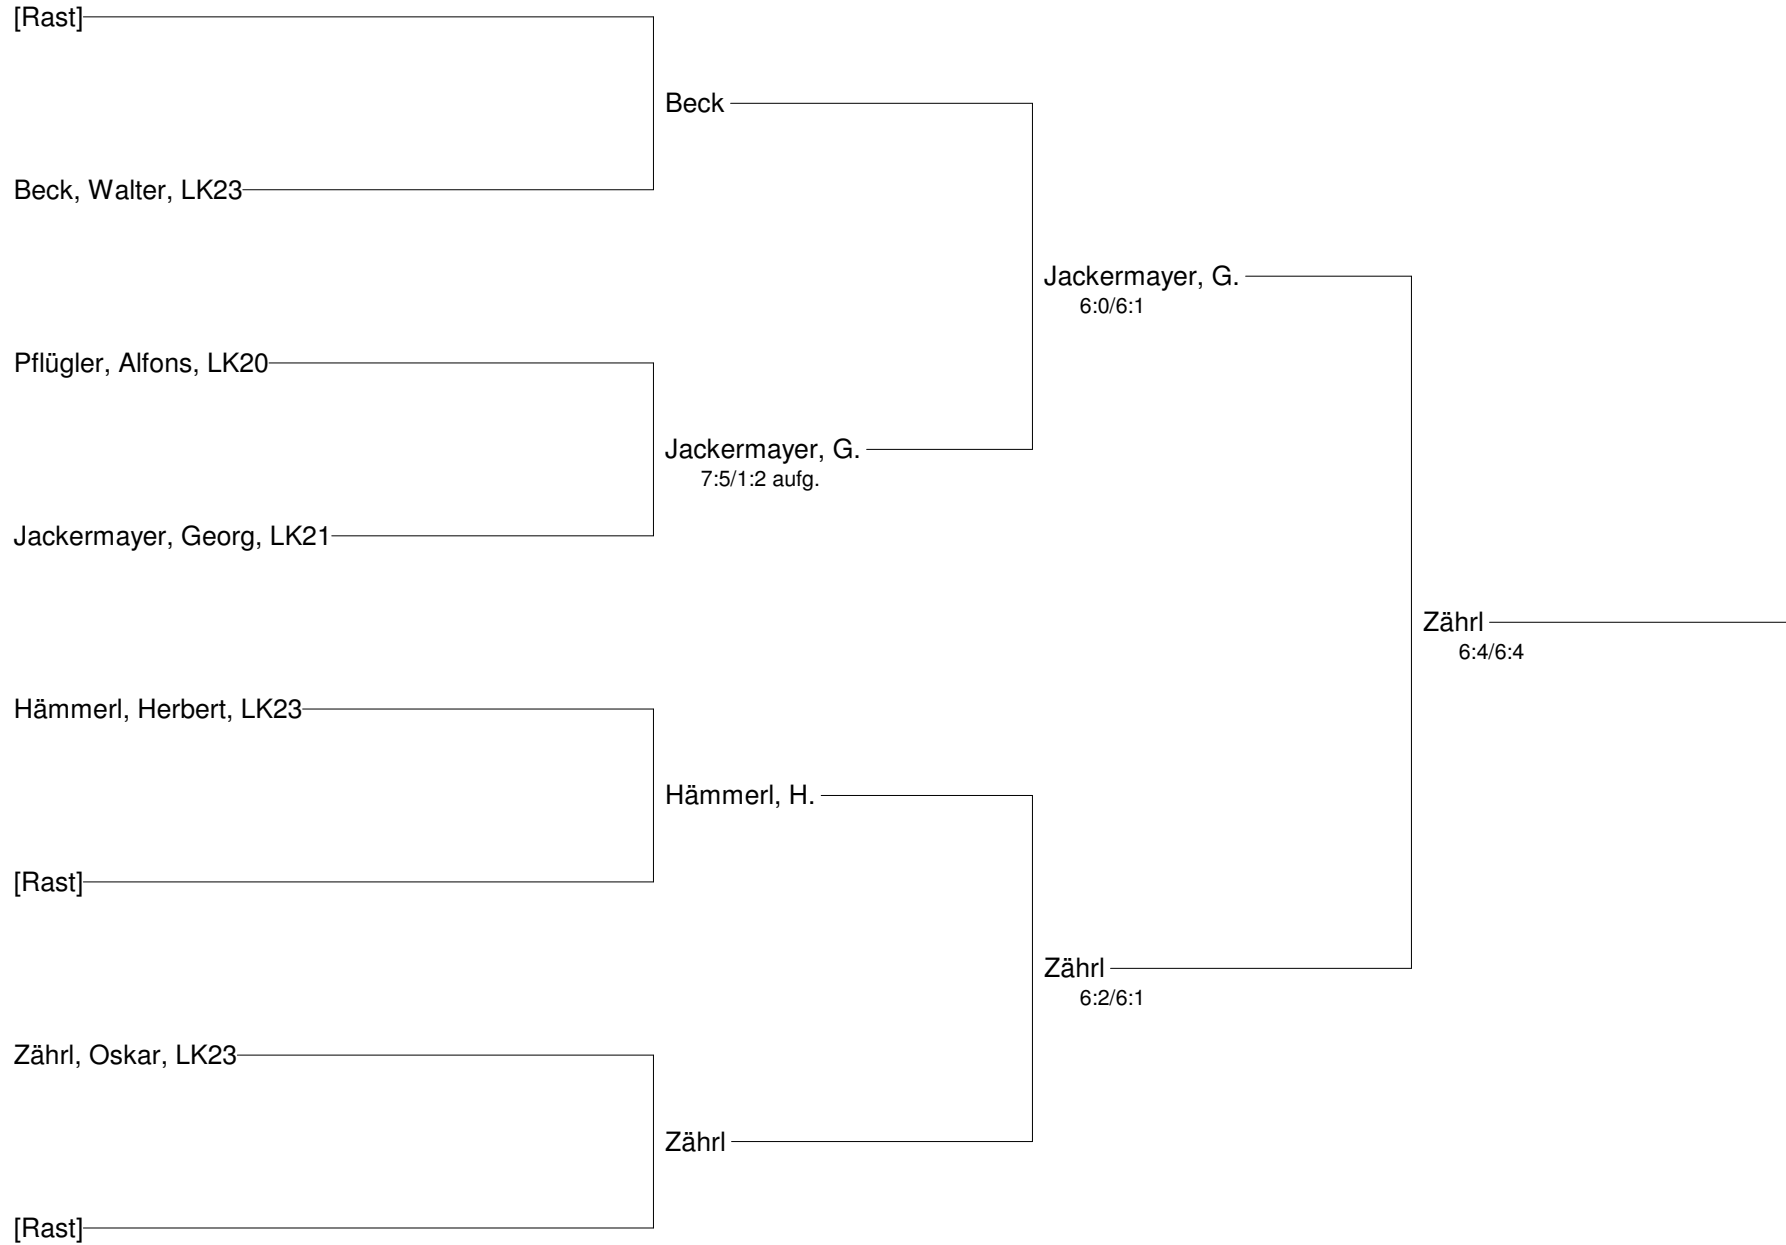 [Rast]
Beck
Beck, Walter, LK23
Jackermayer, G.
6:0/6:1
Pflügler, Alfons, LK20
Jackermayer, G.
7:5/1:2 aufg.
Jackermayer, Georg, LK21
Zährl
6:4/6:4
Hämmerl, Herbert, LK23
Hämmerl, H.
[Rast]
Zährl
6:2/6:1
Zährl, Oskar, LK23
Zährl
[Rast]